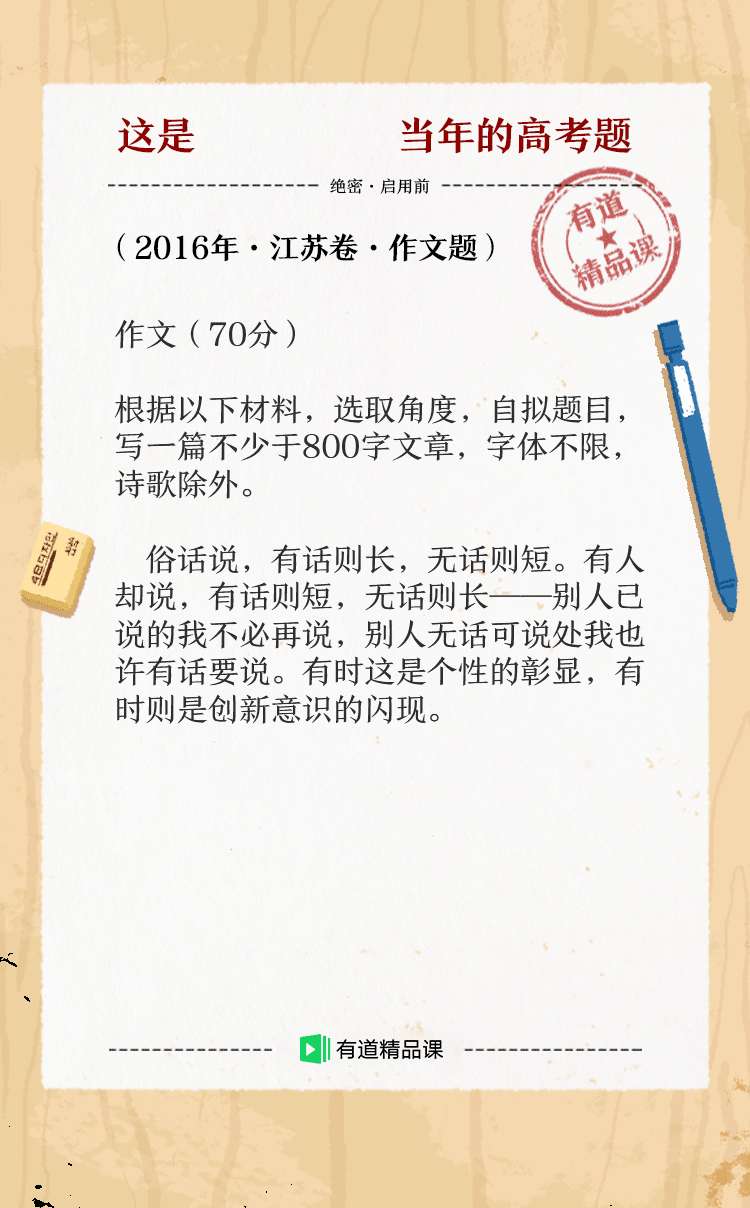 这是 当年的高考题
绝密·启用前
有道
精品课
（2016年·江苏卷·作文题）
作文（70分）
根据以下材料，选取角度，自拟题目，
写一篇不少于800字文章，字体不限，
诗歌除外。
俗话说，有话则长，无话则短。有人
却说，有话则短，无话则长——别人已
说的我不必再说，别人无话可说处我也
许有话要说。有时这是个性的彰显，有
时则是创新意识的闪现。
有道精品课